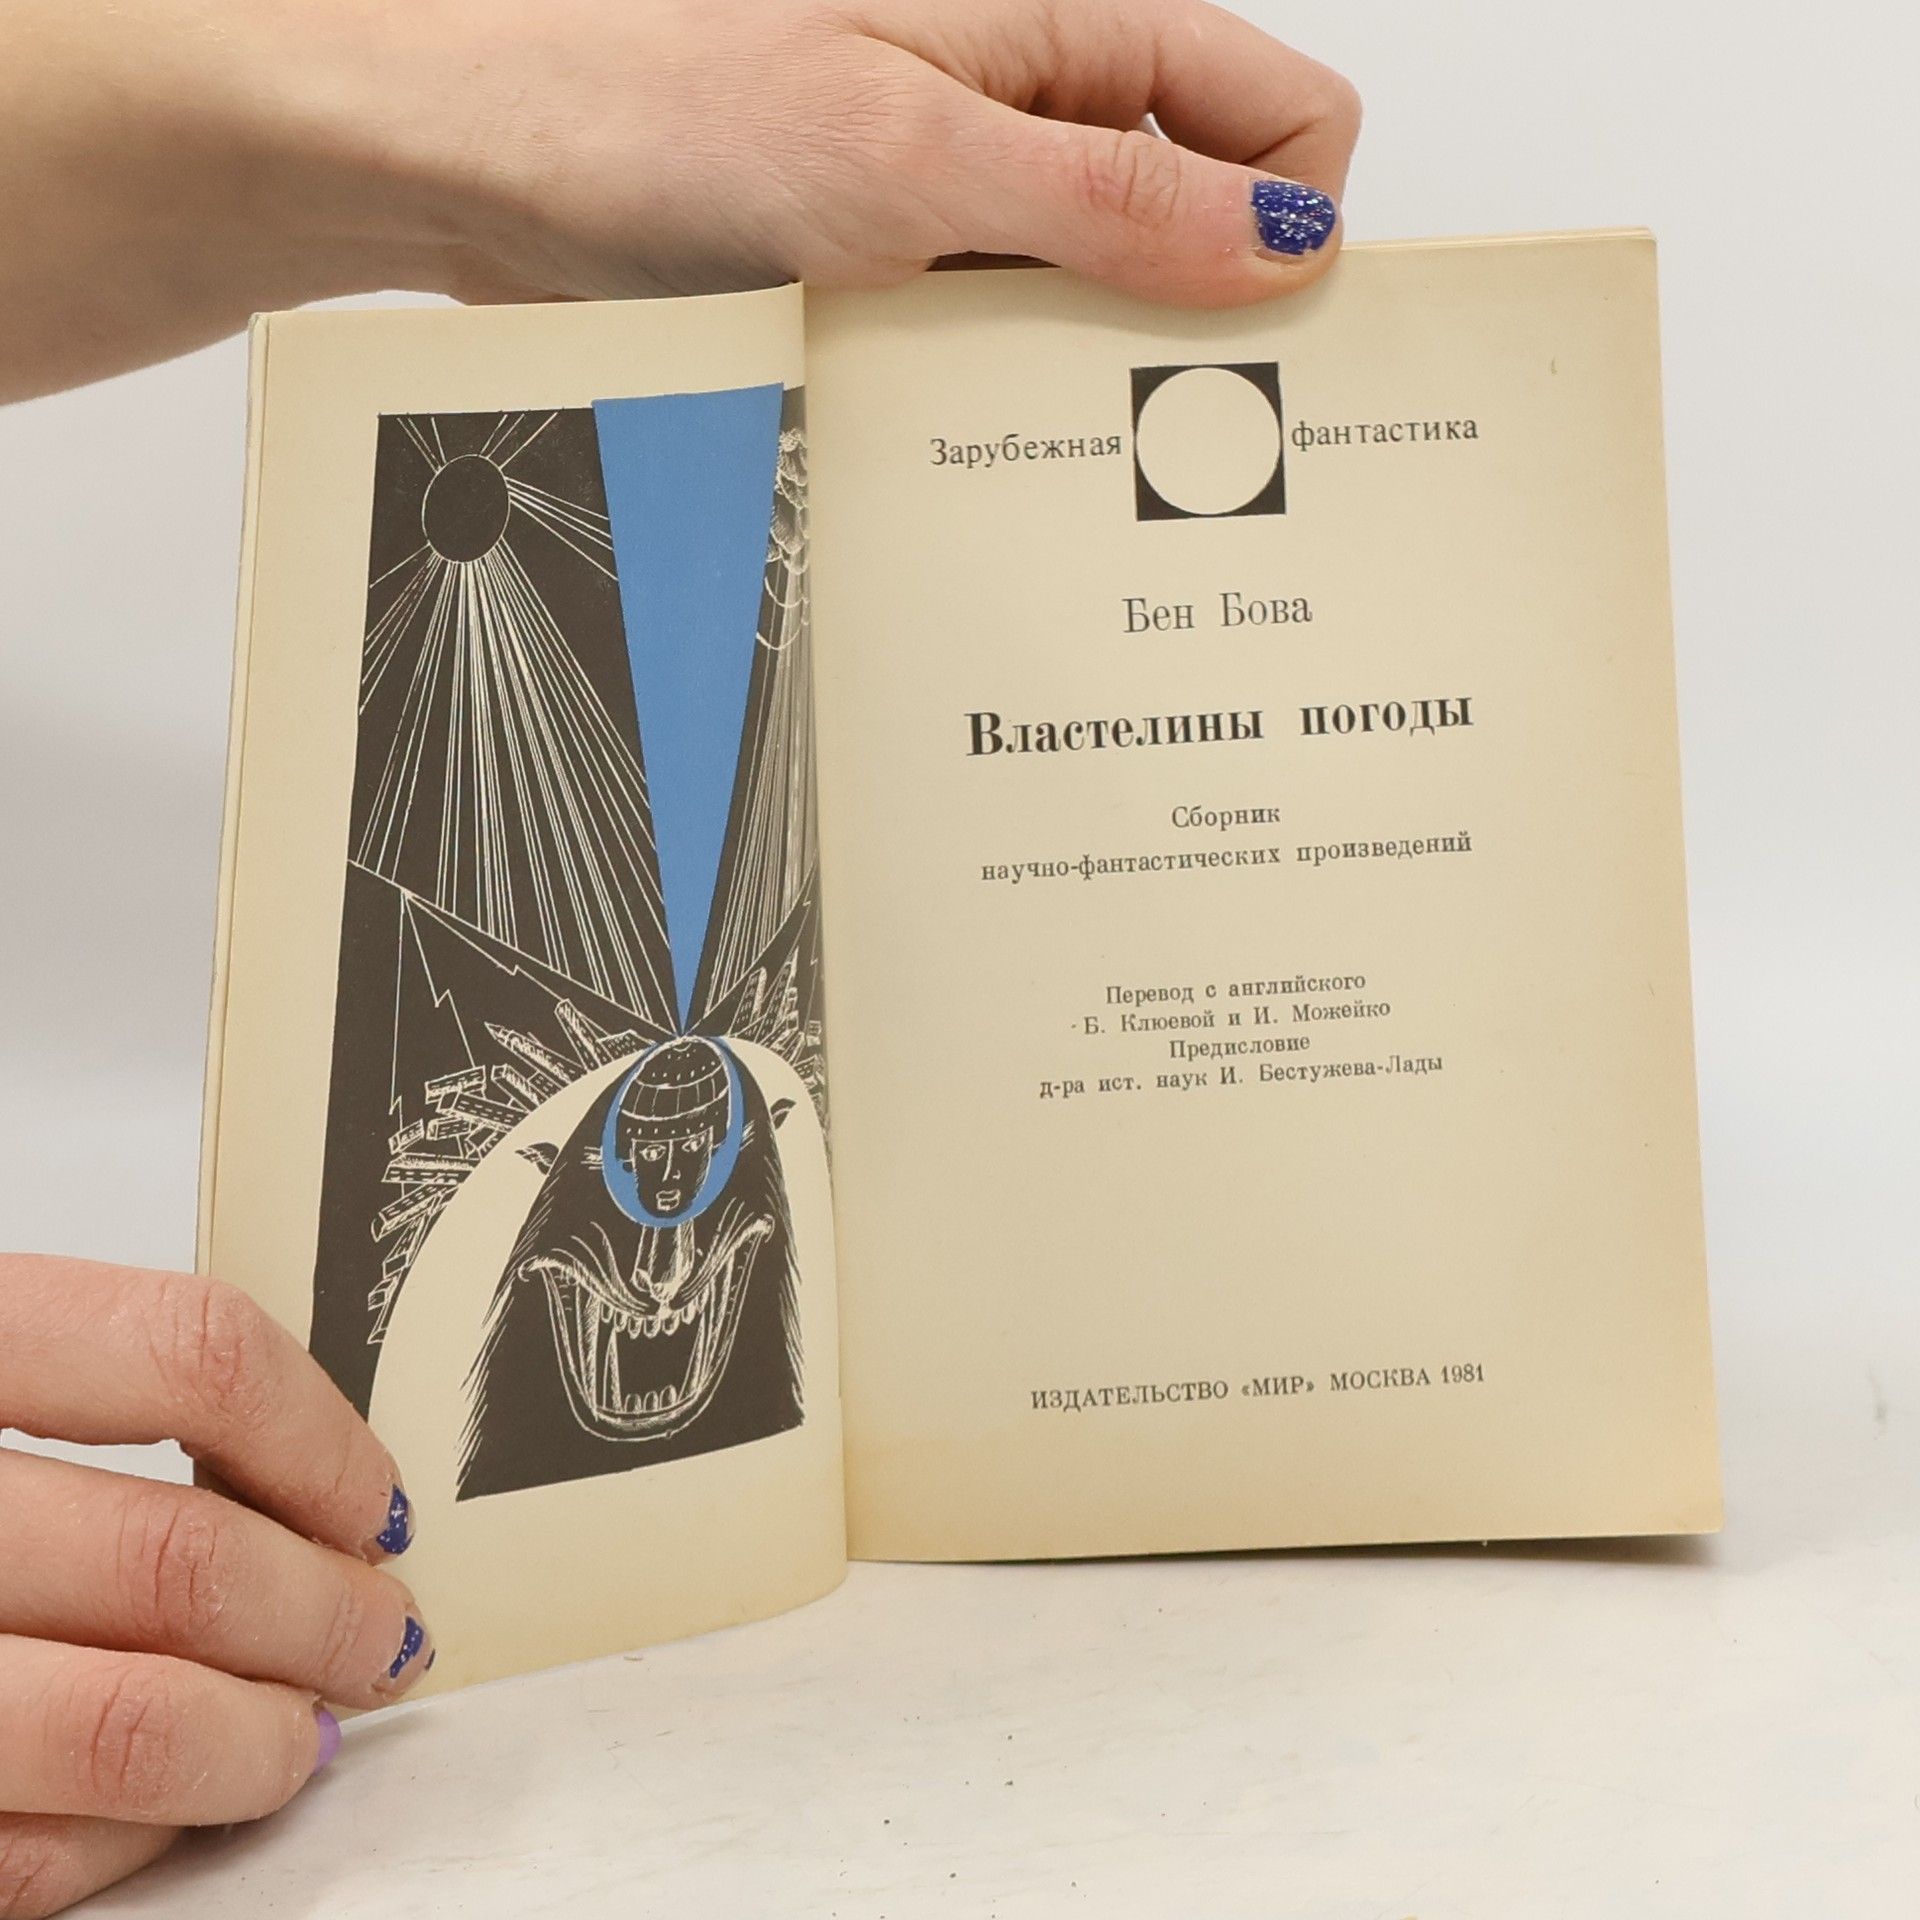 Зарубежная фантастика
Бен Бова
Властелины погоды
Сборник
научно-фантастических произведений
Перевод с английского
Б. Клюевой и И. Можейко
Предисловие
д-ра ист. наук И. Бестужева-Лады
ИЗДАТЕЛЬСТВО «МИР» МОСКВА 1981